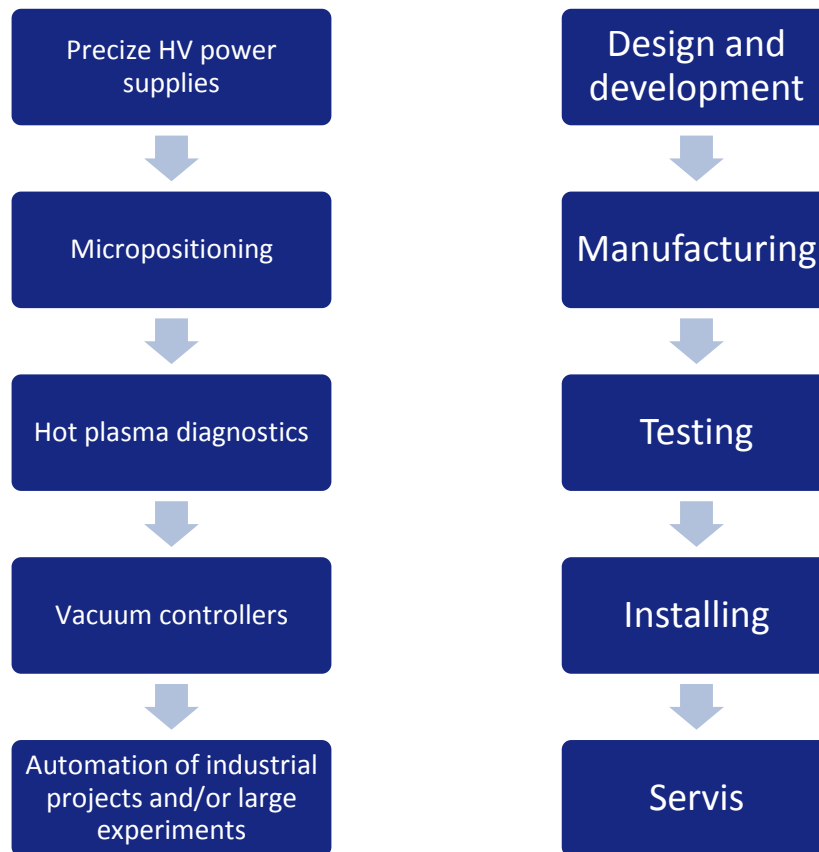 Precize HV power
supplies
Micropositioning
Hot plasma diagnostics
Vacuum controllers
Automation of industrial
projects and/or large
experiments
Design and
development
Manufacturing
Testing
Installing
Servis